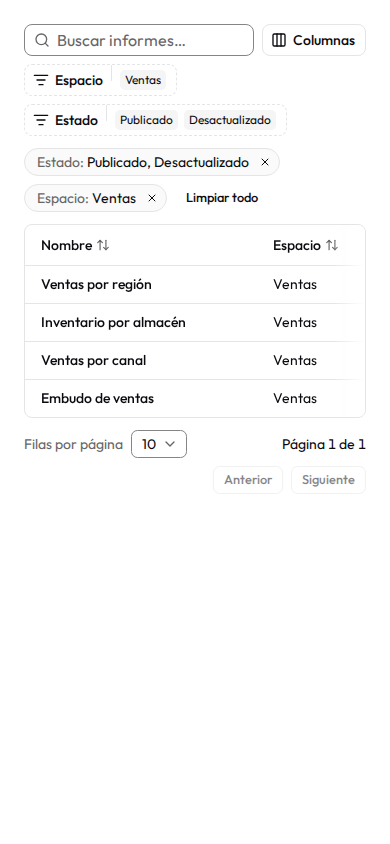 Buscar informes... Columnas
Espacio Ventas
Estado Publicado Desactualizado
Estado: Publicado, Desactualizado
Espacio: Ventas Limpiar todo
Nombre Espacio
Ventas por región Ventas
Inventario por almacén Ventas
Ventas por canal Ventas
Embudo de ventas Ventas
Filas por página 10 Página 1 de 1
Anterior Siguiente